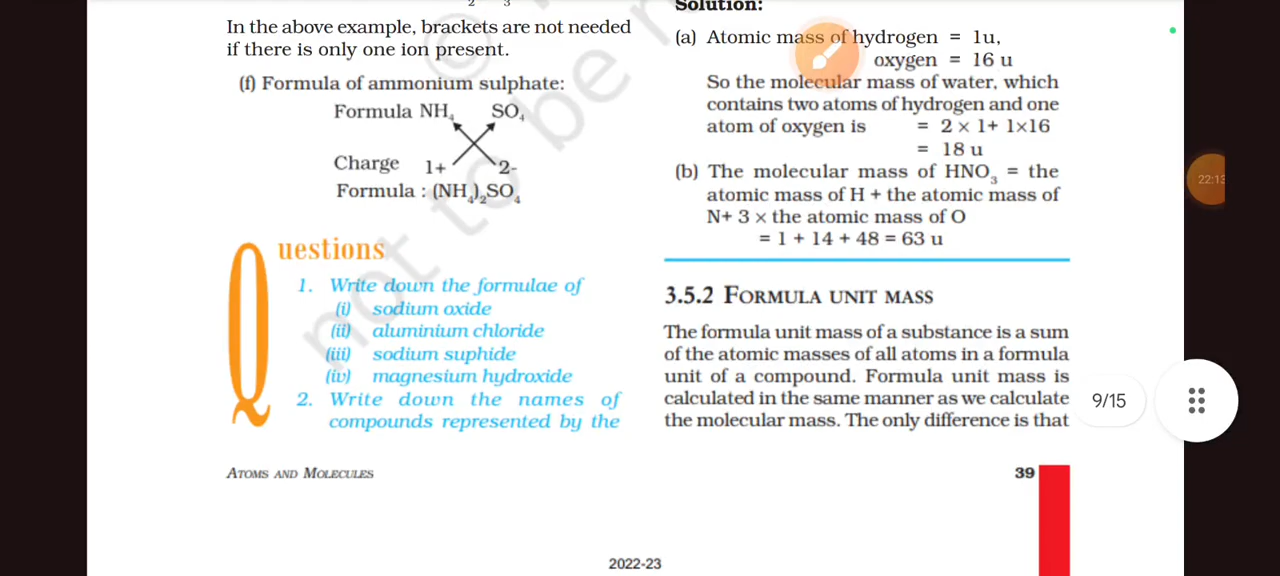 2 3
In the above example, brackets are not needed
if there is only one ion present.
(f) Formula of ammonium sulphate:
Formula NH4 SO4
Charge 1+ 2-
Formula : (NH4)2SO4
Questions
1. Write down the formulae of
(i) sodium oxide
(ii) aluminium chloride
(iii) sodium suphide
(iv) magnesium hydroxide
2. Write down the names of
compounds represented by the
Solution:
(a) Atomic mass of hydrogen = 1u,
oxygen = 16 u
So the molecular mass of water, which
contains two atoms of hydrogen and one
atom of oxygen is = 2 × 1+ 1×16
= 18 u
(b) The molecular mass of HNO3 = the
atomic mass of H + the atomic mass of
N+ 3 × the atomic mass of O
= 1 + 14 + 48 = 63 u
3.5.2 FORMULA UNIT MASS
The formula unit mass of a substance is a sum
of the atomic masses of all atoms in a formula
unit of a compound. Formula unit mass is
calculated in the same manner as we calculate
the molecular mass. The only difference is that
22:13
9/15
ATOMS AND MOLECULES
39
2022-23
not to be r
©